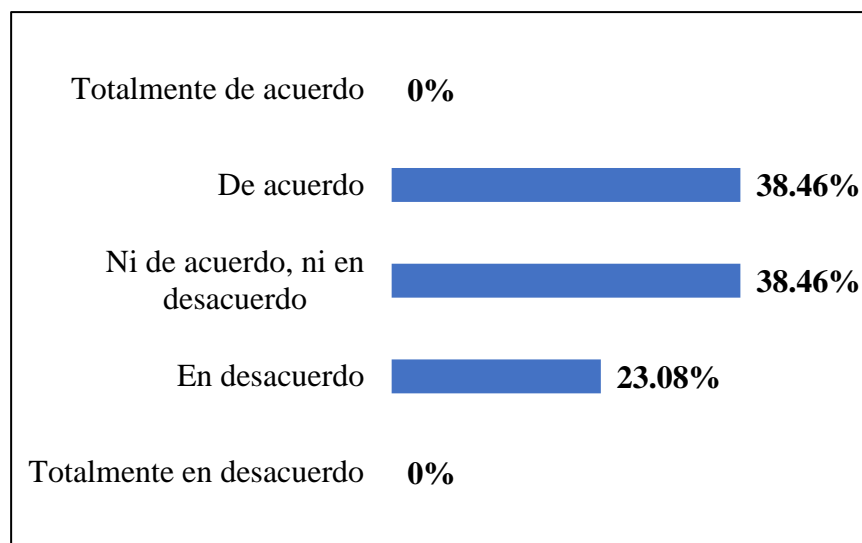 Totalmente de acuerdo 0%
De acuerdo 38.46%
Ni de acuerdo, ni en
desacuerdo 38.46%
En desacuerdo 23.08%
Totalmente en desacuerdo 0%